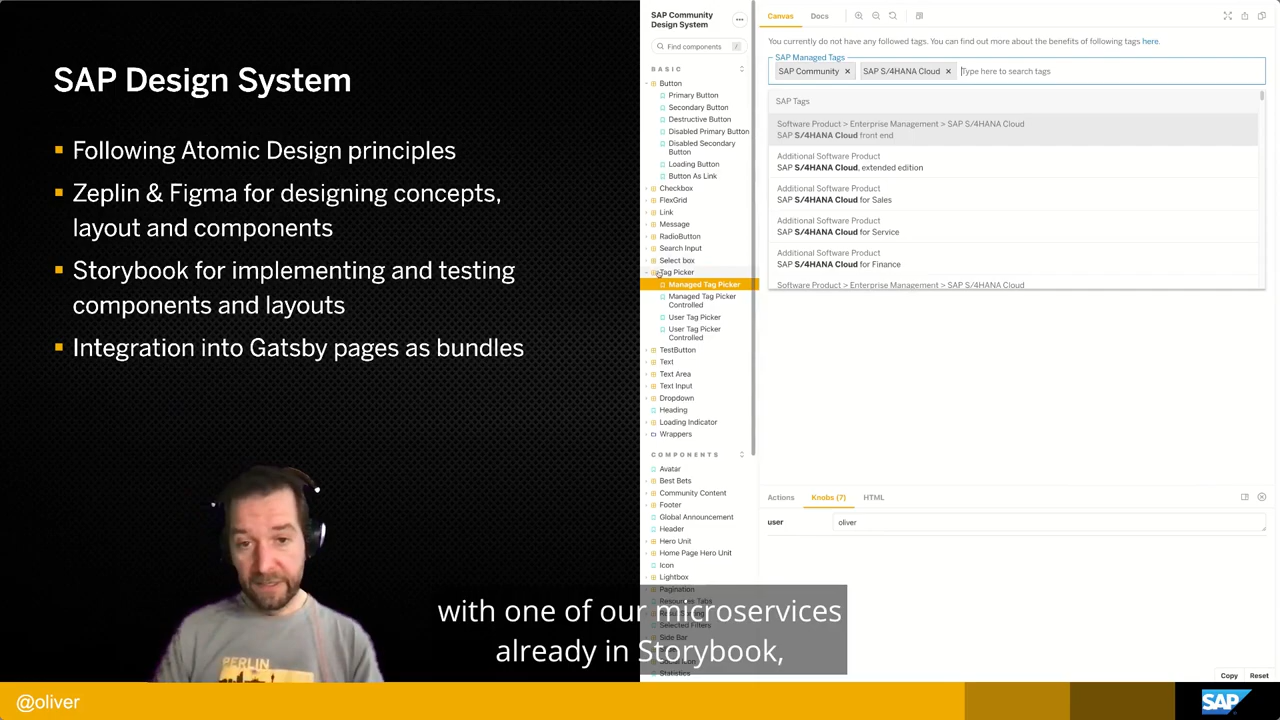 SAP Design System
Following Atomic Design principles
Zeplin & Figma for designing concepts,
layout and components
Storybook for implementing and testing
components and layouts
Integration into Gatsby pages as bundles
@oliver
SAP Community
Design System
Find components
/
BASIC
Button
Primary Button
Secondary Button
Destructive Button
Disabled Primary Button
Disabled Secondary
Button
Loading Button
Button As Link
Checkbox
FlexGrid
Link
Message
RadioButton
Search Input
Select box
Tag Picker
Managed Tag Picker
Managed Tag Picker
Controlled
User Tag Picker
User Tag Picker
Controlled
TestButton
Text
Text Area
Text Input
Dropdown
Heading
Loading Indicator
Wrappers
COMPONENTS
Avatar
Best Bets
Community Content
Footer
Global Announcement
Header
Hero Unit
Home Page Hero Unit
Icon
Lightbox
Pagination
Selected Filters
Side Bar
Statistics
Canvas
Docs
You currently do not have any followed tags. You can find out more about the benefits of following tags here.
SAP Managed Tags
SAP Community ×
SAP S/4HANA Cloud ×
Type here to search tags
SAP Tags
Software Product > Enterprise Management > SAP S/4HANA Cloud
SAP S/4HANA Cloud front end
Additional Software Product
SAP S/4HANA Cloud, extended edition
Additional Software Product
SAP S/4HANA Cloud for Sales
Additional Software Product
SAP S/4HANA Cloud for Service
Additional Software Product
SAP S/4HANA Cloud for Finance
Software Product > Enterprise Management > SAP S/4HANA Cloud
Actions
Knobs (7)
HTML
user
oliver
Copy
Reset
with one of our microservices
already in Storybook,
SAP